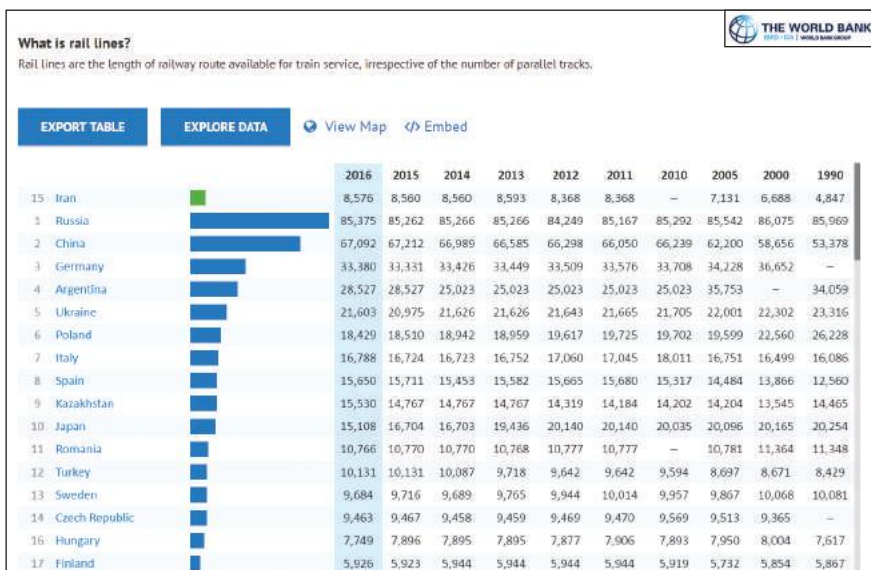 THE WORLD BANK
IBRD • IDA | WORLD BANK GROUP
What is rail lines?
Rail lines are the length of railway route available for train service, irrespective of the number of parallel tracks.
EXPORT TABLE EXPLORE DATA View Map </> Embed
2016 2015 2014 2013 2012 2011 2010 2005 2000 1990
15 Iran 8,576 8,560 8,560 8,593 8,368 8,368 – 7,131 6,688 4,847
1 Russia 85,375 85,262 85,266 85,266 84,249 85,167 85,292 85,542 86,075 85,969
2 China 67,092 67,212 66,989 66,585 66,298 66,050 66,239 62,200 58,656 53,378
3 Germany 33,380 33,331 33,426 33,449 33,509 33,576 33,708 34,228 36,652 –
4 Argentina 28,527 28,527 25,023 25,023 25,023 25,023 25,023 35,753 – 34,059
5 Ukraine 21,603 20,975 21,626 21,626 21,643 21,665 21,705 22,001 22,302 23,316
6 Poland 18,429 18,510 18,942 18,959 19,617 19,725 19,702 19,599 22,560 26,228
7 Italy 16,788 16,724 16,723 16,752 17,060 17,045 18,011 16,751 16,499 16,086
8 Spain 15,650 15,711 15,453 15,582 15,665 15,680 15,317 14,484 13,866 12,560
9 Kazakhstan 15,530 14,767 14,767 14,767 14,319 14,184 14,202 14,204 13,545 14,465
10 Japan 15,108 16,704 16,703 19,436 20,140 20,140 20,035 20,096 20,165 20,254
11 Romania 10,766 10,770 10,770 10,768 10,777 10,777 – 10,781 11,364 11,348
12 Turkey 10,131 10,131 10,087 9,718 9,642 9,642 9,594 8,697 8,671 8,429
13 Sweden 9,684 9,716 9,689 9,765 9,944 10,014 9,957 9,867 10,068 10,081
14 Czech Republic 9,463 9,467 9,458 9,459 9,469 9,470 9,569 9,513 9,365 –
16 Hungary 7,749 7,896 7,895 7,895 7,877 7,906 7,893 7,950 8,004 7,617
17 Finland 5,926 5,923 5,944 5,944 5,944 5,944 5,919 5,732 5,854 5,867